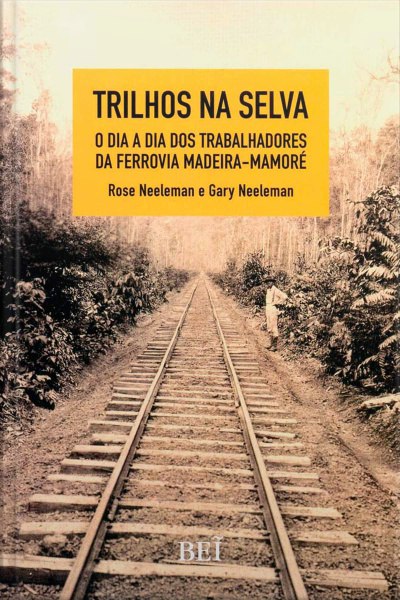 TRILHOS NA SELVA
O DIA A DIA DOS TRABALHADORES
DA FERROVIA MADEIRA-MAMORÉ
Rose Neeleman e Gary Neeleman
BEĨ